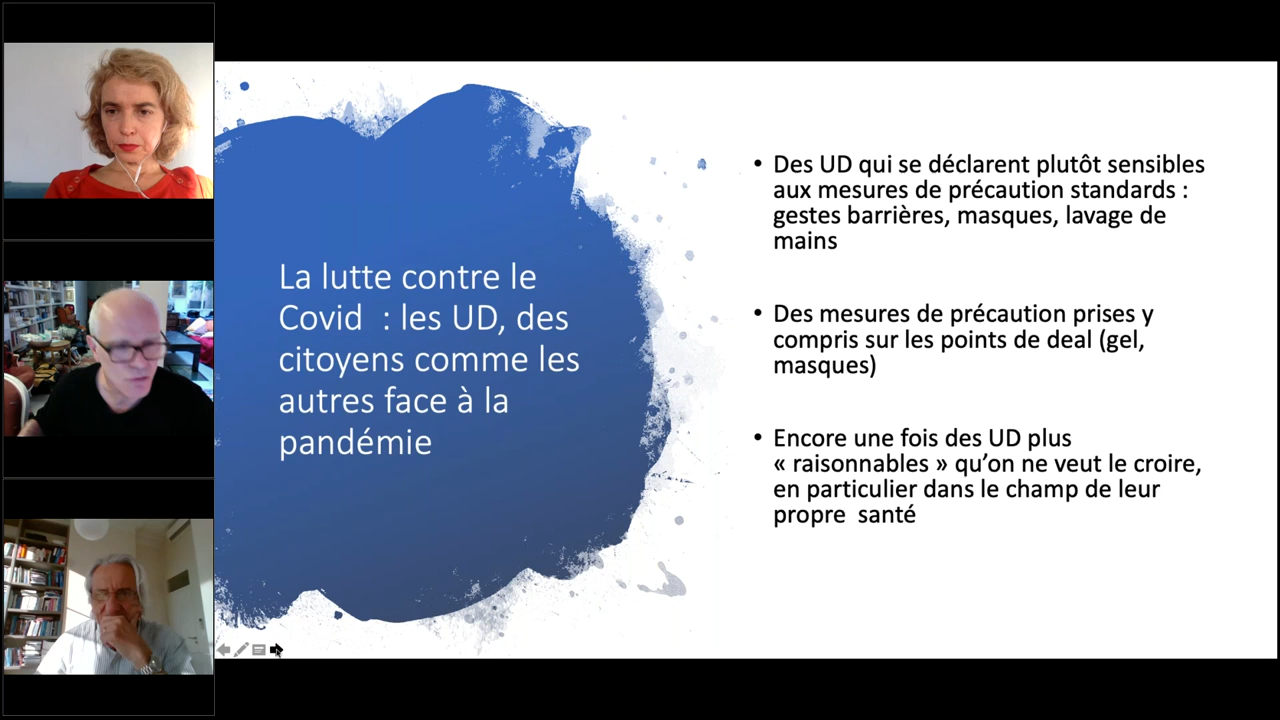 La lutte contre le
Covid  : les UD, des
citoyens comme les
autres face à la
pandémie
• Des UD qui se déclarent plutôt sensibles
aux mesures de précaution standards :
gestes barrières, masques, lavage de
mains
• Des mesures de précaution prises y
compris sur les points de deal (gel,
masques)
• Encore une fois des UD plus
« raisonnables » qu’on ne veut le croire,
en particulier dans le champ de leur
propre  santé